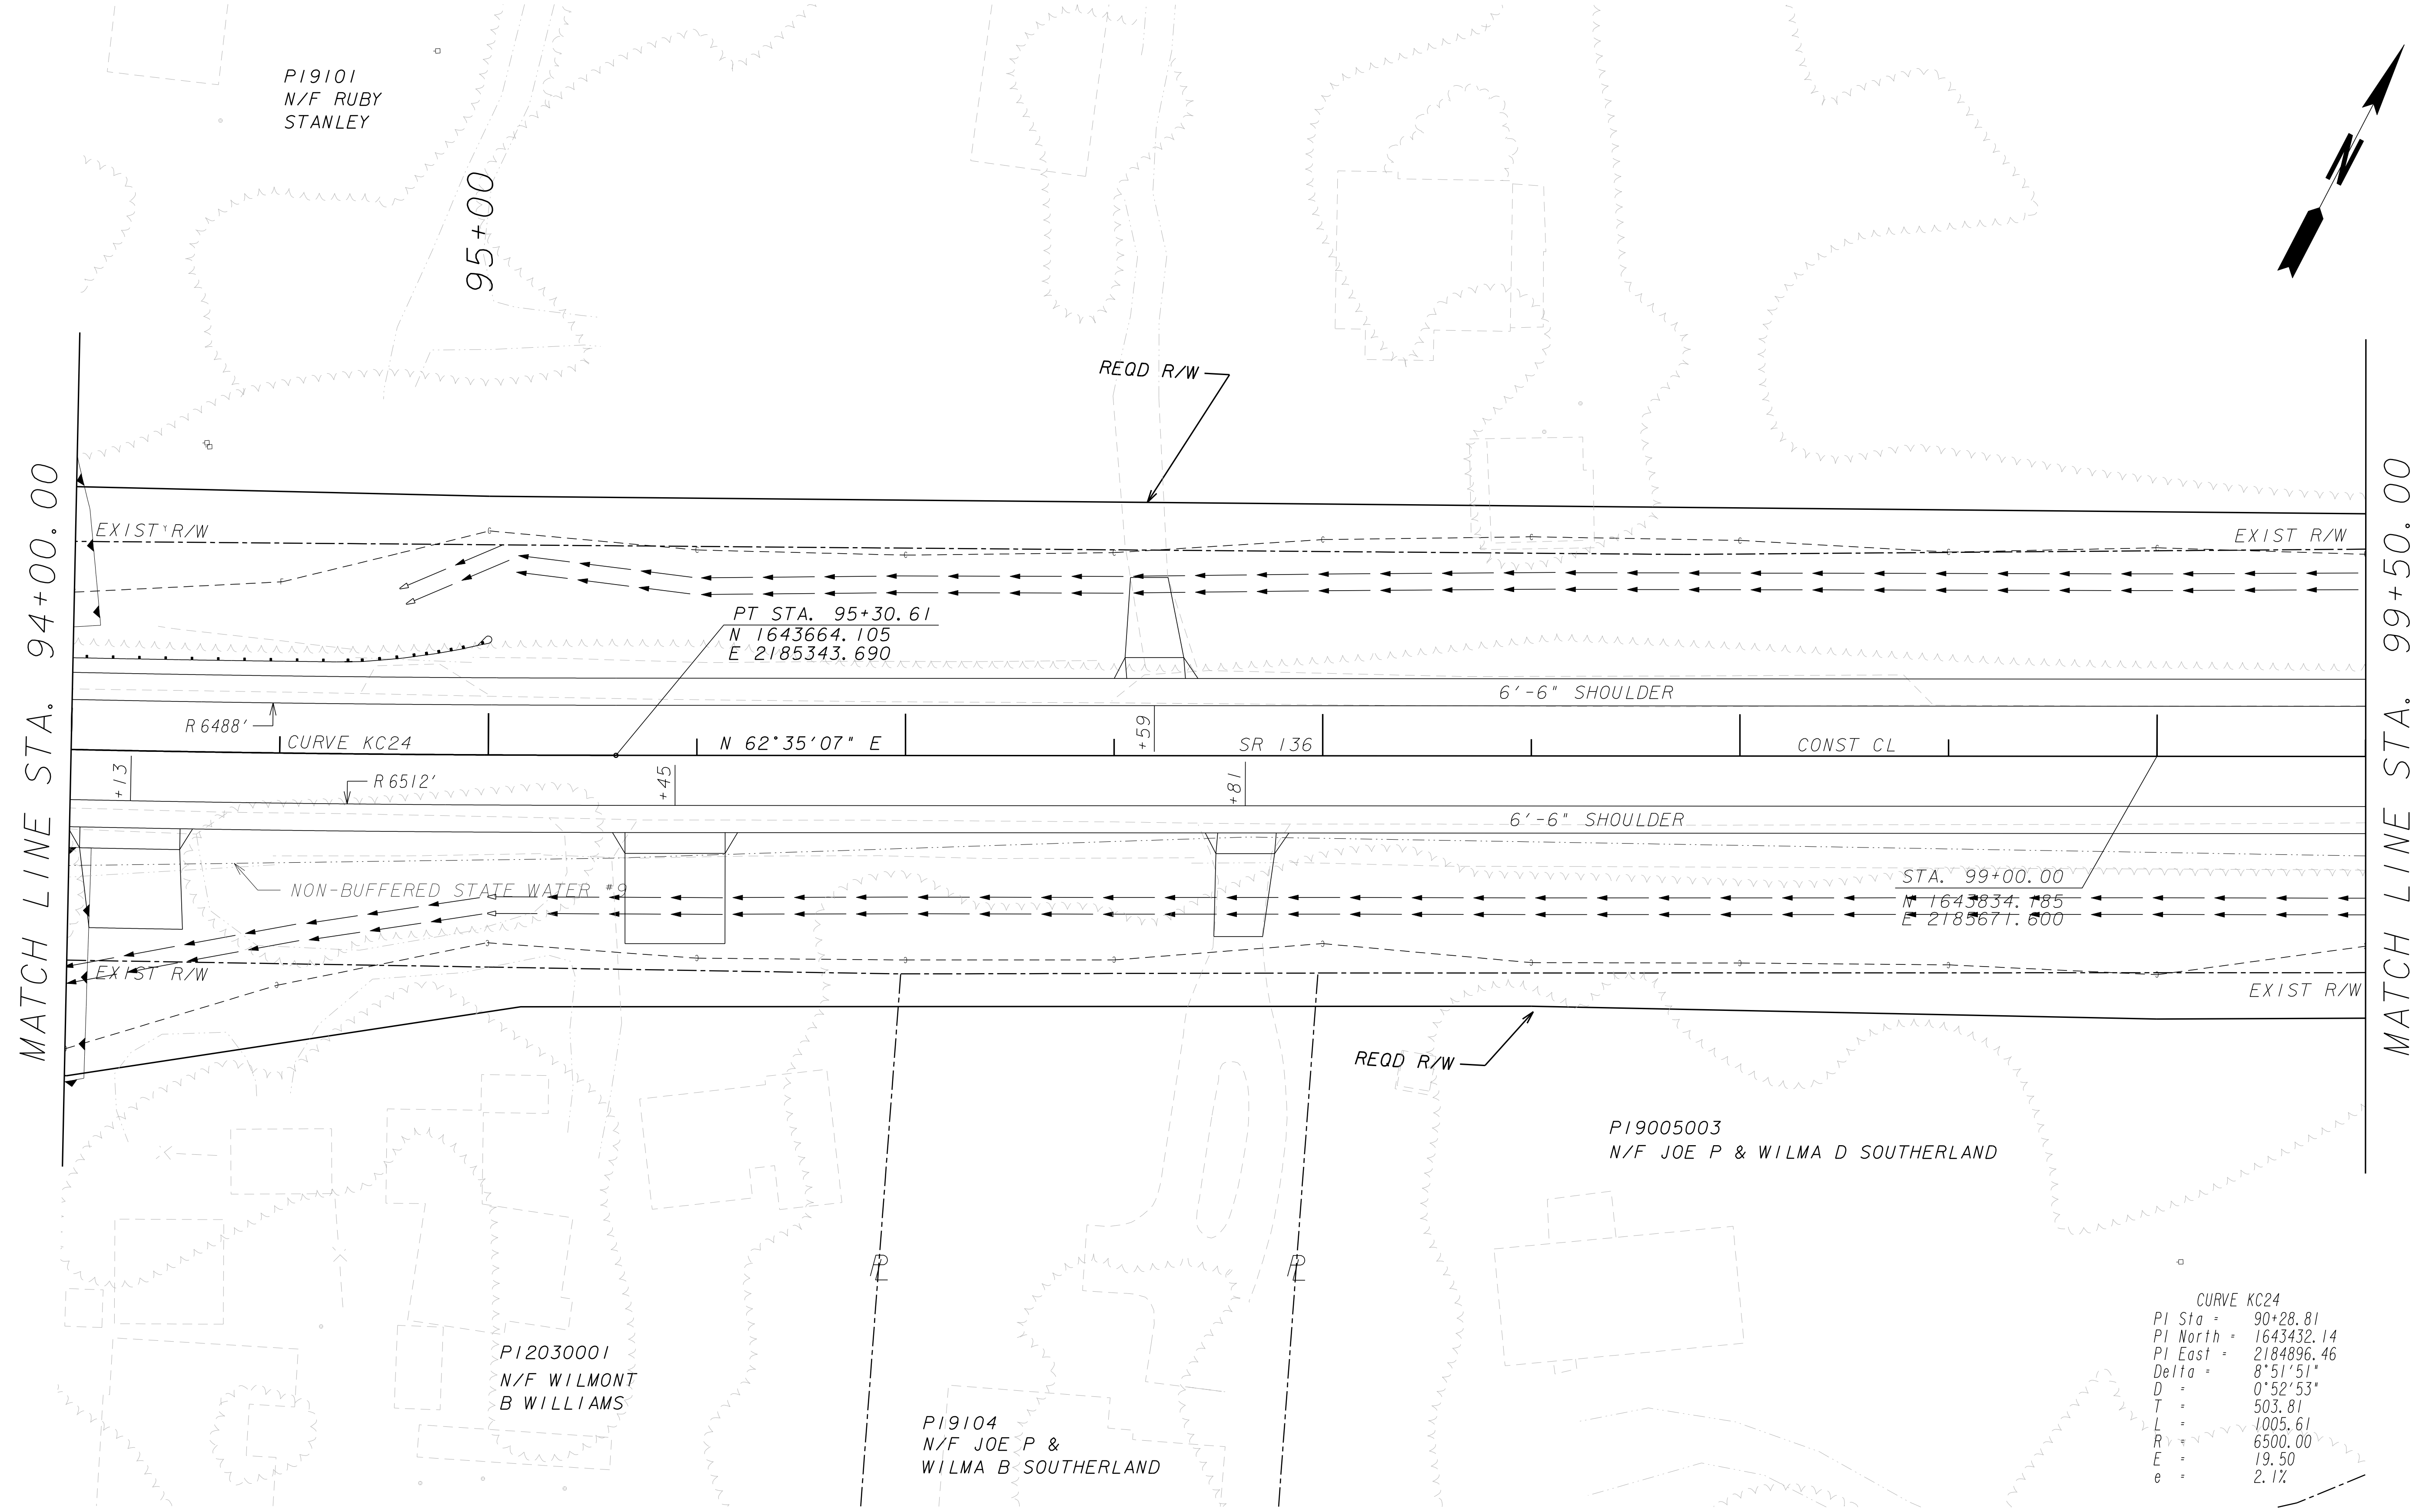 P19101
N/F RUBY
STANLEY
95+00
N
REQD R/W
MATCH LINE STA. 94+00.00
MATCH LINE STA. 99+50.00
EXIST R/W
EXIST R/W
PT STA. 95+30.61
N 1643664.105
E 2185343.690
6'-6" SHOULDER
R 6488'
CURVE KC24
N 62°35'07" E
+59
SR 136
CONST CL
+13
R 6512'
+45
+81
6'-6" SHOULDER
NON-BUFFERED STATE WATER #9
STA. 99+00.00
N 1643834.185
E 2185671.600
EXIST R/W
EXIST R/W
REQD R/W
P19005003
N/F JOE P & WILMA D SOUTHERLAND
PL
PL
P12030001
N/F WILMONT
B WILLIAMS
P19104
N/F JOE P &
WILMA B SOUTHERLAND
CURVE KC24
PI Sta = 90+28.81
PI North = 1643432.14
PI East = 2184896.46
Delta = 8°51'51"
D = 0°52'53"
T = 503.81
L = 1005.61
R = 6500.00
E = 19.50
e = 2.1%